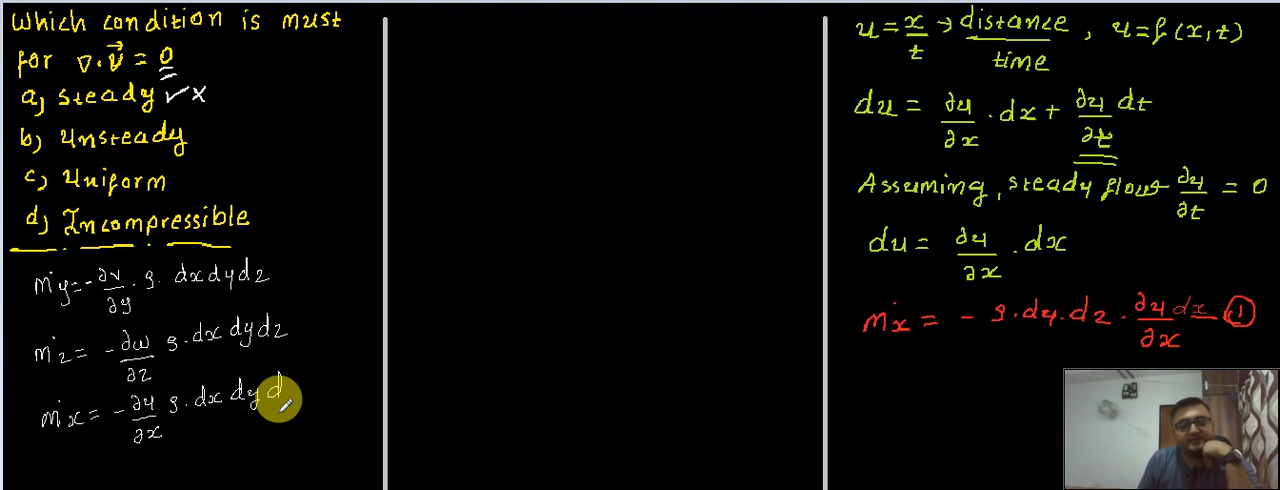 Which condition is must
for ∇·v⃗ = 0
a) steady ✓ x
b) Unsteady
c) Uniform
d) Incompressible
ṁy = -∂v/∂y · ρ · dx dy dz
ṁz = -∂w/∂z ρ · dx dy dz
ṁx = -∂u/∂x ρ · dx dy d
u = x/t → distance/time , u = f (x, t)
du = ∂u/∂x · dx + ∂u/∂t dt
Assuming, steady flow ∂u/∂t = 0
du = ∂u/∂x · dx
ṁx = - ρ · dy · dz · ∂u/∂x dx — ①